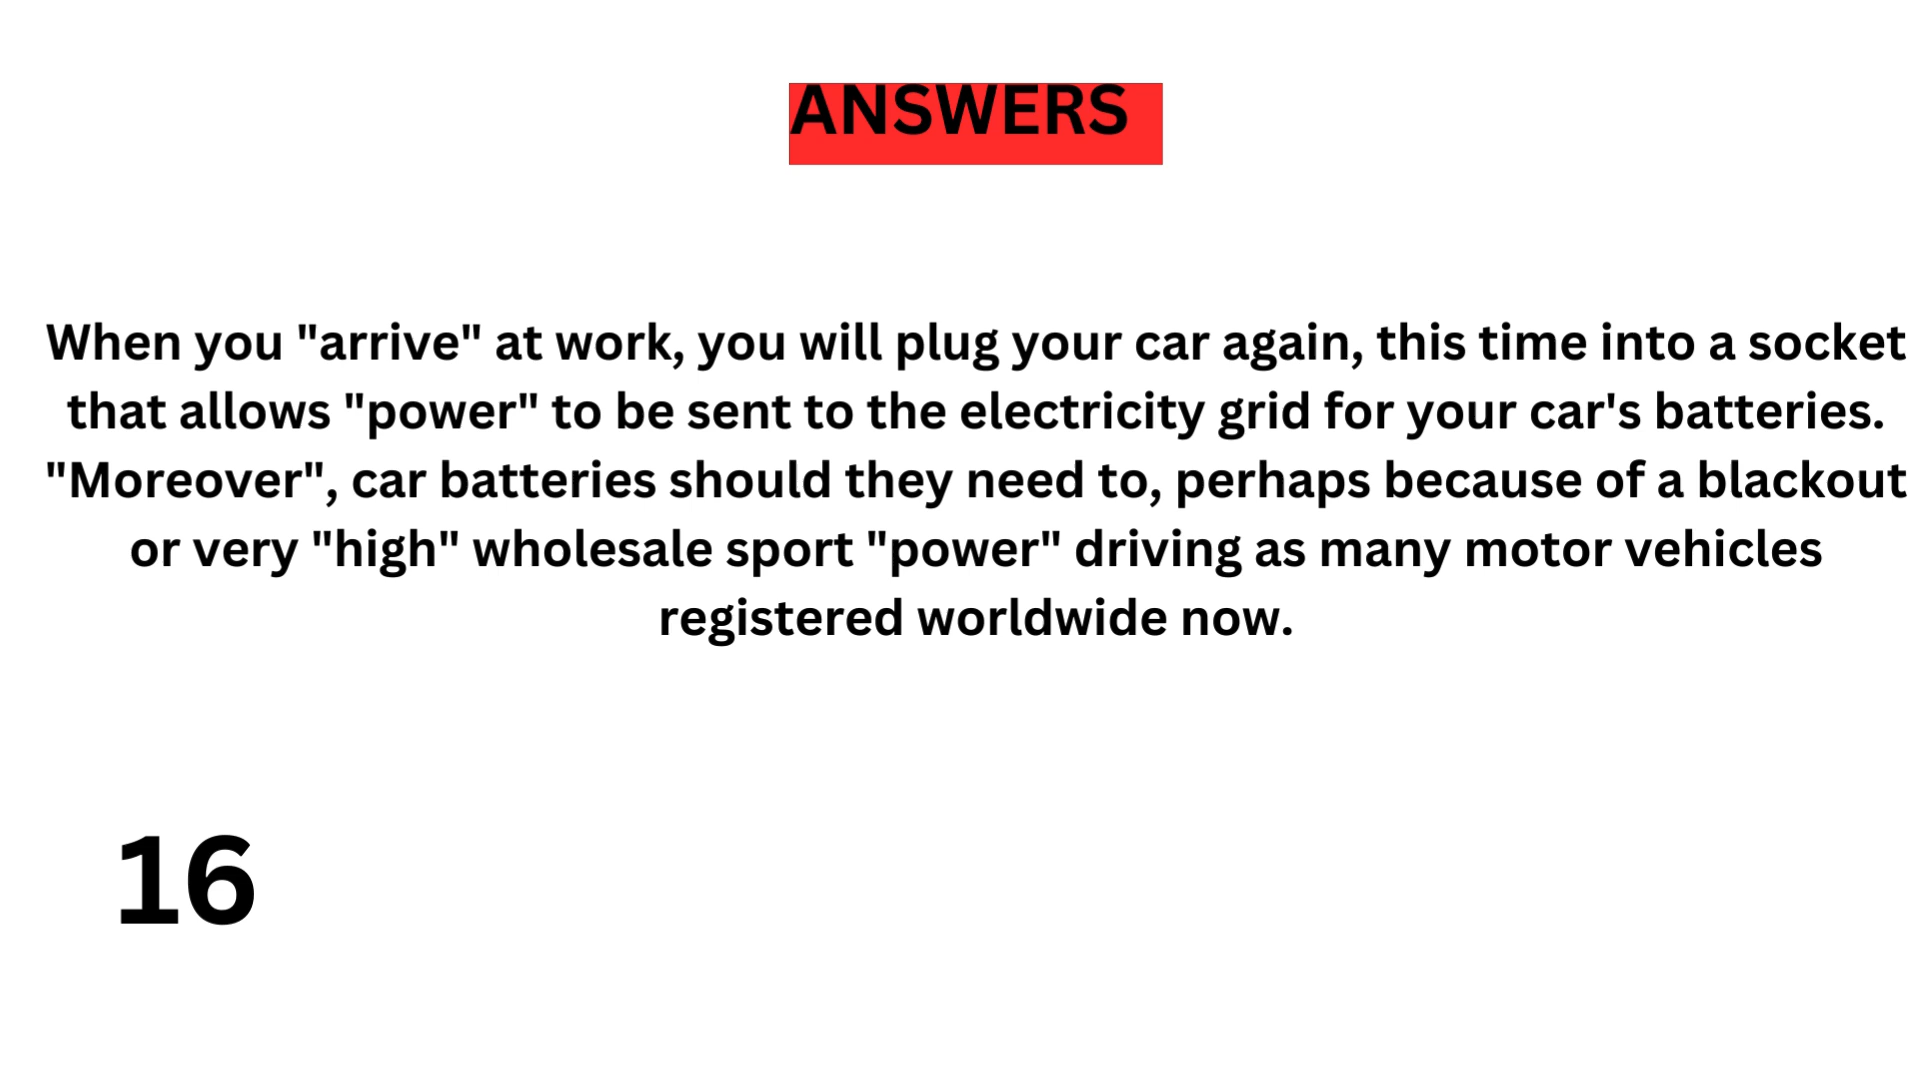 ANSWERS
When you "arrive" at work, you will plug your car again, this time into a socket
that allows "power" to be sent to the electricity grid for your car's batteries.
"Moreover", car batteries should they need to, perhaps because of a blackout
or very "high" wholesale sport "power" driving as many motor vehicles
registered worldwide now.
16